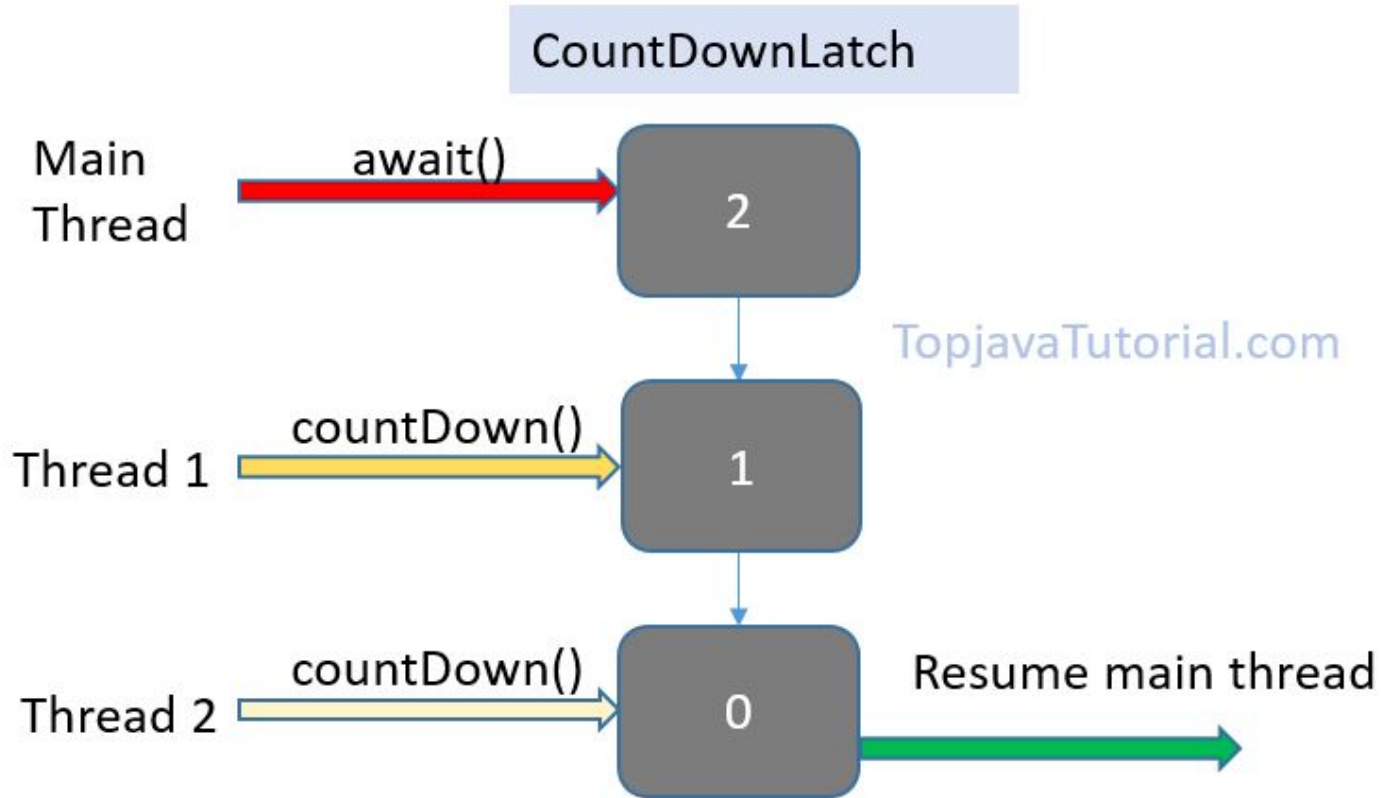 CountDownLatch
Main
Thread
await()
2
TopjavaTutorial.com
countDown()
Thread 1
1
countDown()
Thread 2
0
Resume main thread